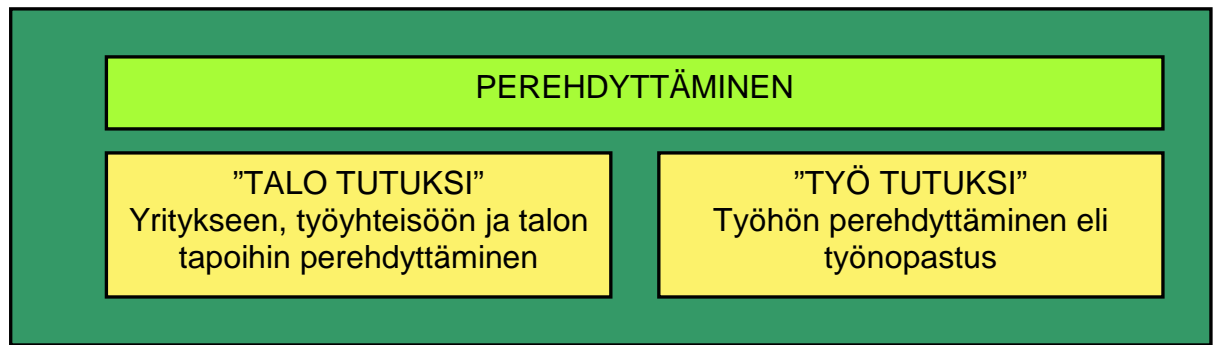 PEREHDYTTÄMINEN
”TALO TUTUKSI”
Yritykseen, työyhteisöön ja talon
tapoihin perehdyttäminen
”TYÖ TUTUKSI”
Työhön perehdyttäminen eli
työnopastus